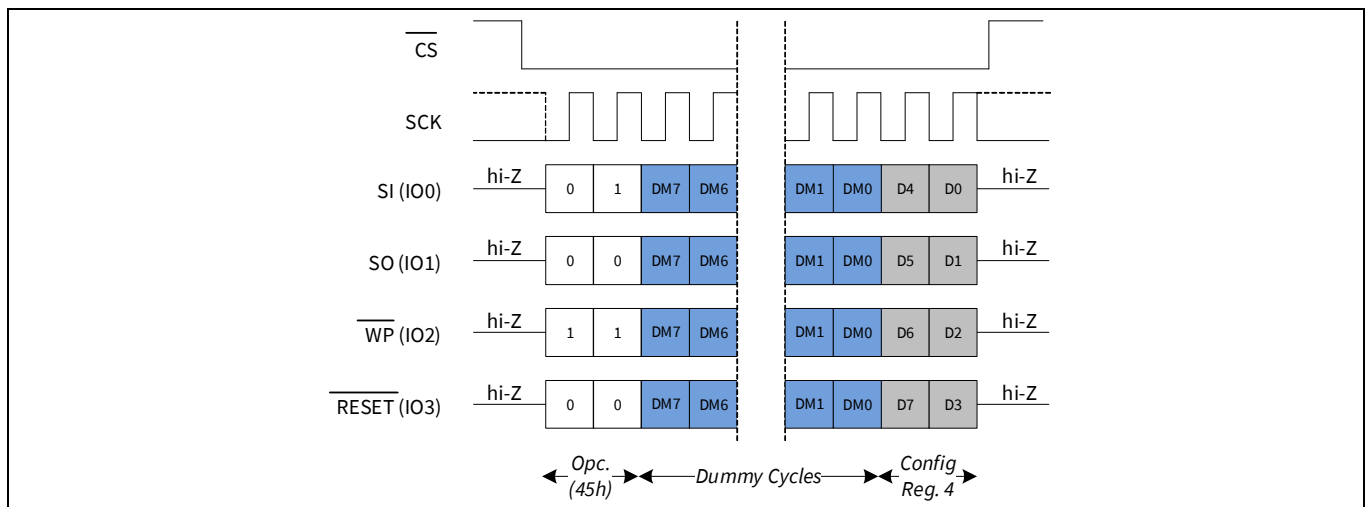 CS
SCK
SI (IO0) hi-Z 0 1 DM7 DM6 DM1 DM0 D4 D0 hi-Z
SO (IO1) hi-Z 0 0 DM7 DM6 DM1 DM0 D5 D1 hi-Z
WP (IO2) hi-Z 1 1 DM7 DM6 DM1 DM0 D6 D2 hi-Z
RESET (IO3) hi-Z 0 0 DM7 DM6 DM1 DM0 D7 D3 hi-Z
Opc. Dummy Cycles Config
(45h) Reg. 4